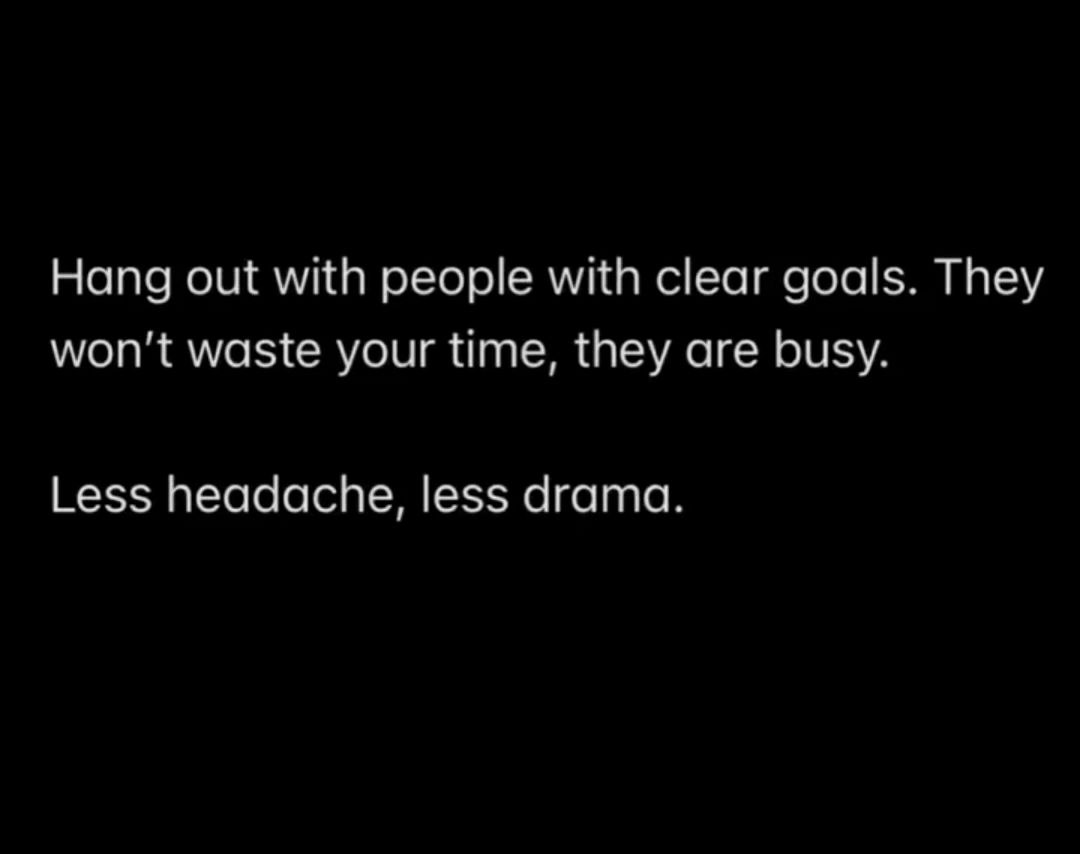 Hang out with people with clear goals. They
won’t waste your time, they are busy.
Less headache, less drama.